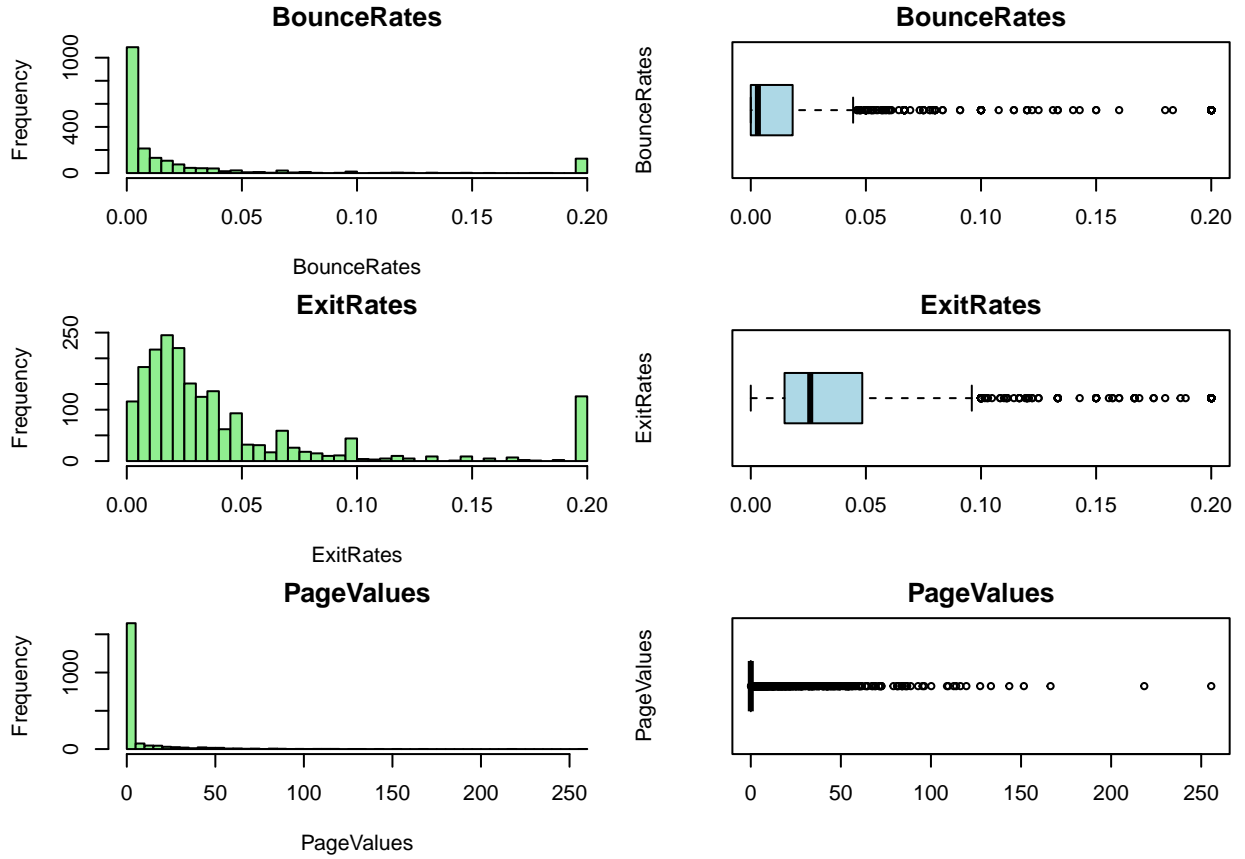 BounceRates
Frequency
0 400 1000
0.00 0.05 0.10 0.15 0.20
BounceRates
BounceRates
BounceRates
0.00 0.05 0.10 0.15 0.20
ExitRates
Frequency
0 100 250
0.00 0.05 0.10 0.15 0.20
ExitRates
ExitRates
ExitRates
0.00 0.05 0.10 0.15 0.20
PageValues
Frequency
0 1000
0 50 100 150 200 250
PageValues
PageValues
PageValues
0 50 100 150 200 250